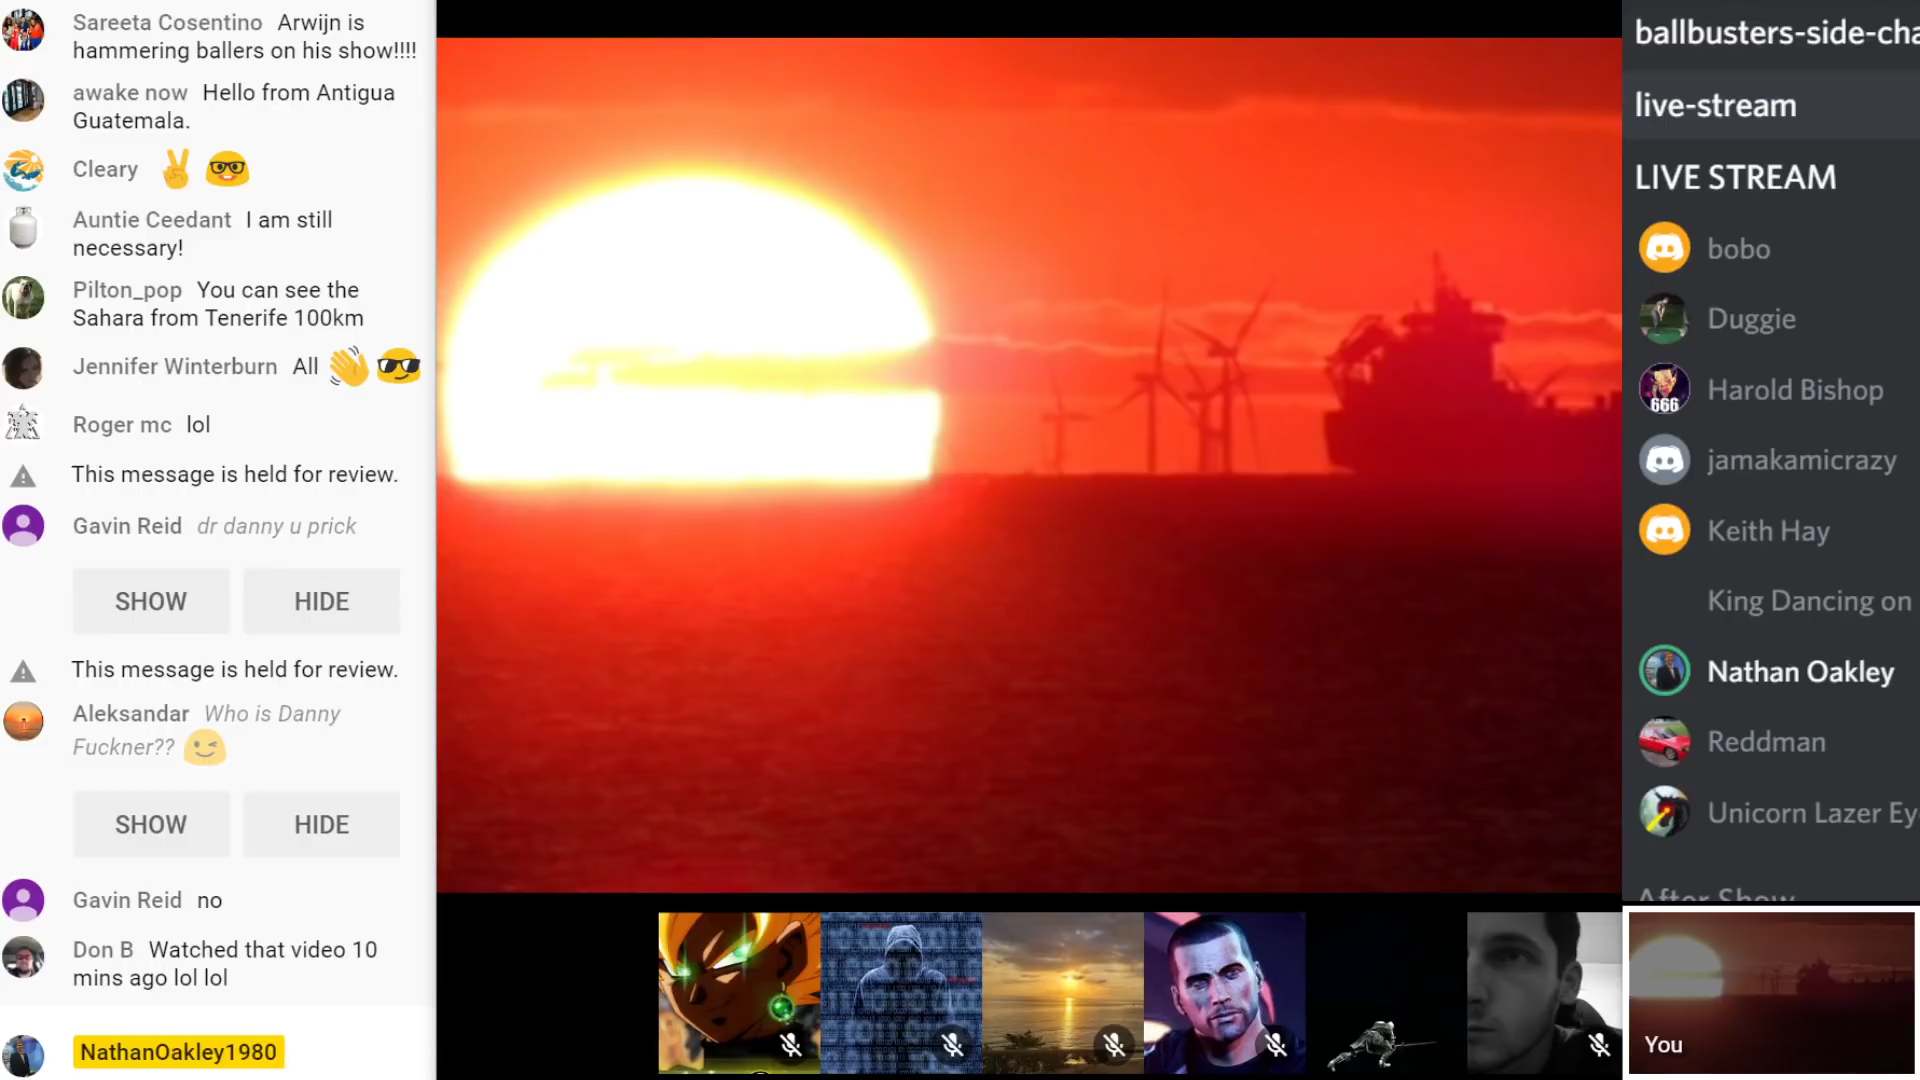 Sareeta Cosentino Arwijn is
hammering ballers on his show!!!!
awake now Hello from Antigua
Guatemala.
Cleary
Auntie Ceedant I am still
necessary!
Pilton_pop You can see the
Sahara from Tenerife 100km
Jennifer Winterburn All
Roger mc lol
This message is held for review.
Gavin Reid dr danny u prick
SHOW HIDE
This message is held for review.
Aleksandar Who is Danny
Fuckner??
SHOW HIDE
Gavin Reid no
Don B Watched that video 10
mins ago lol lol
NathanOakley1980
ballbusters-side-cha
live-stream
LIVE STREAM
bobo
Duggie
666
Harold Bishop
jamakamicrazy
Keith Hay
King Dancing on
Nathan Oakley
Reddman
Unicorn Lazer Ey
After Show
You